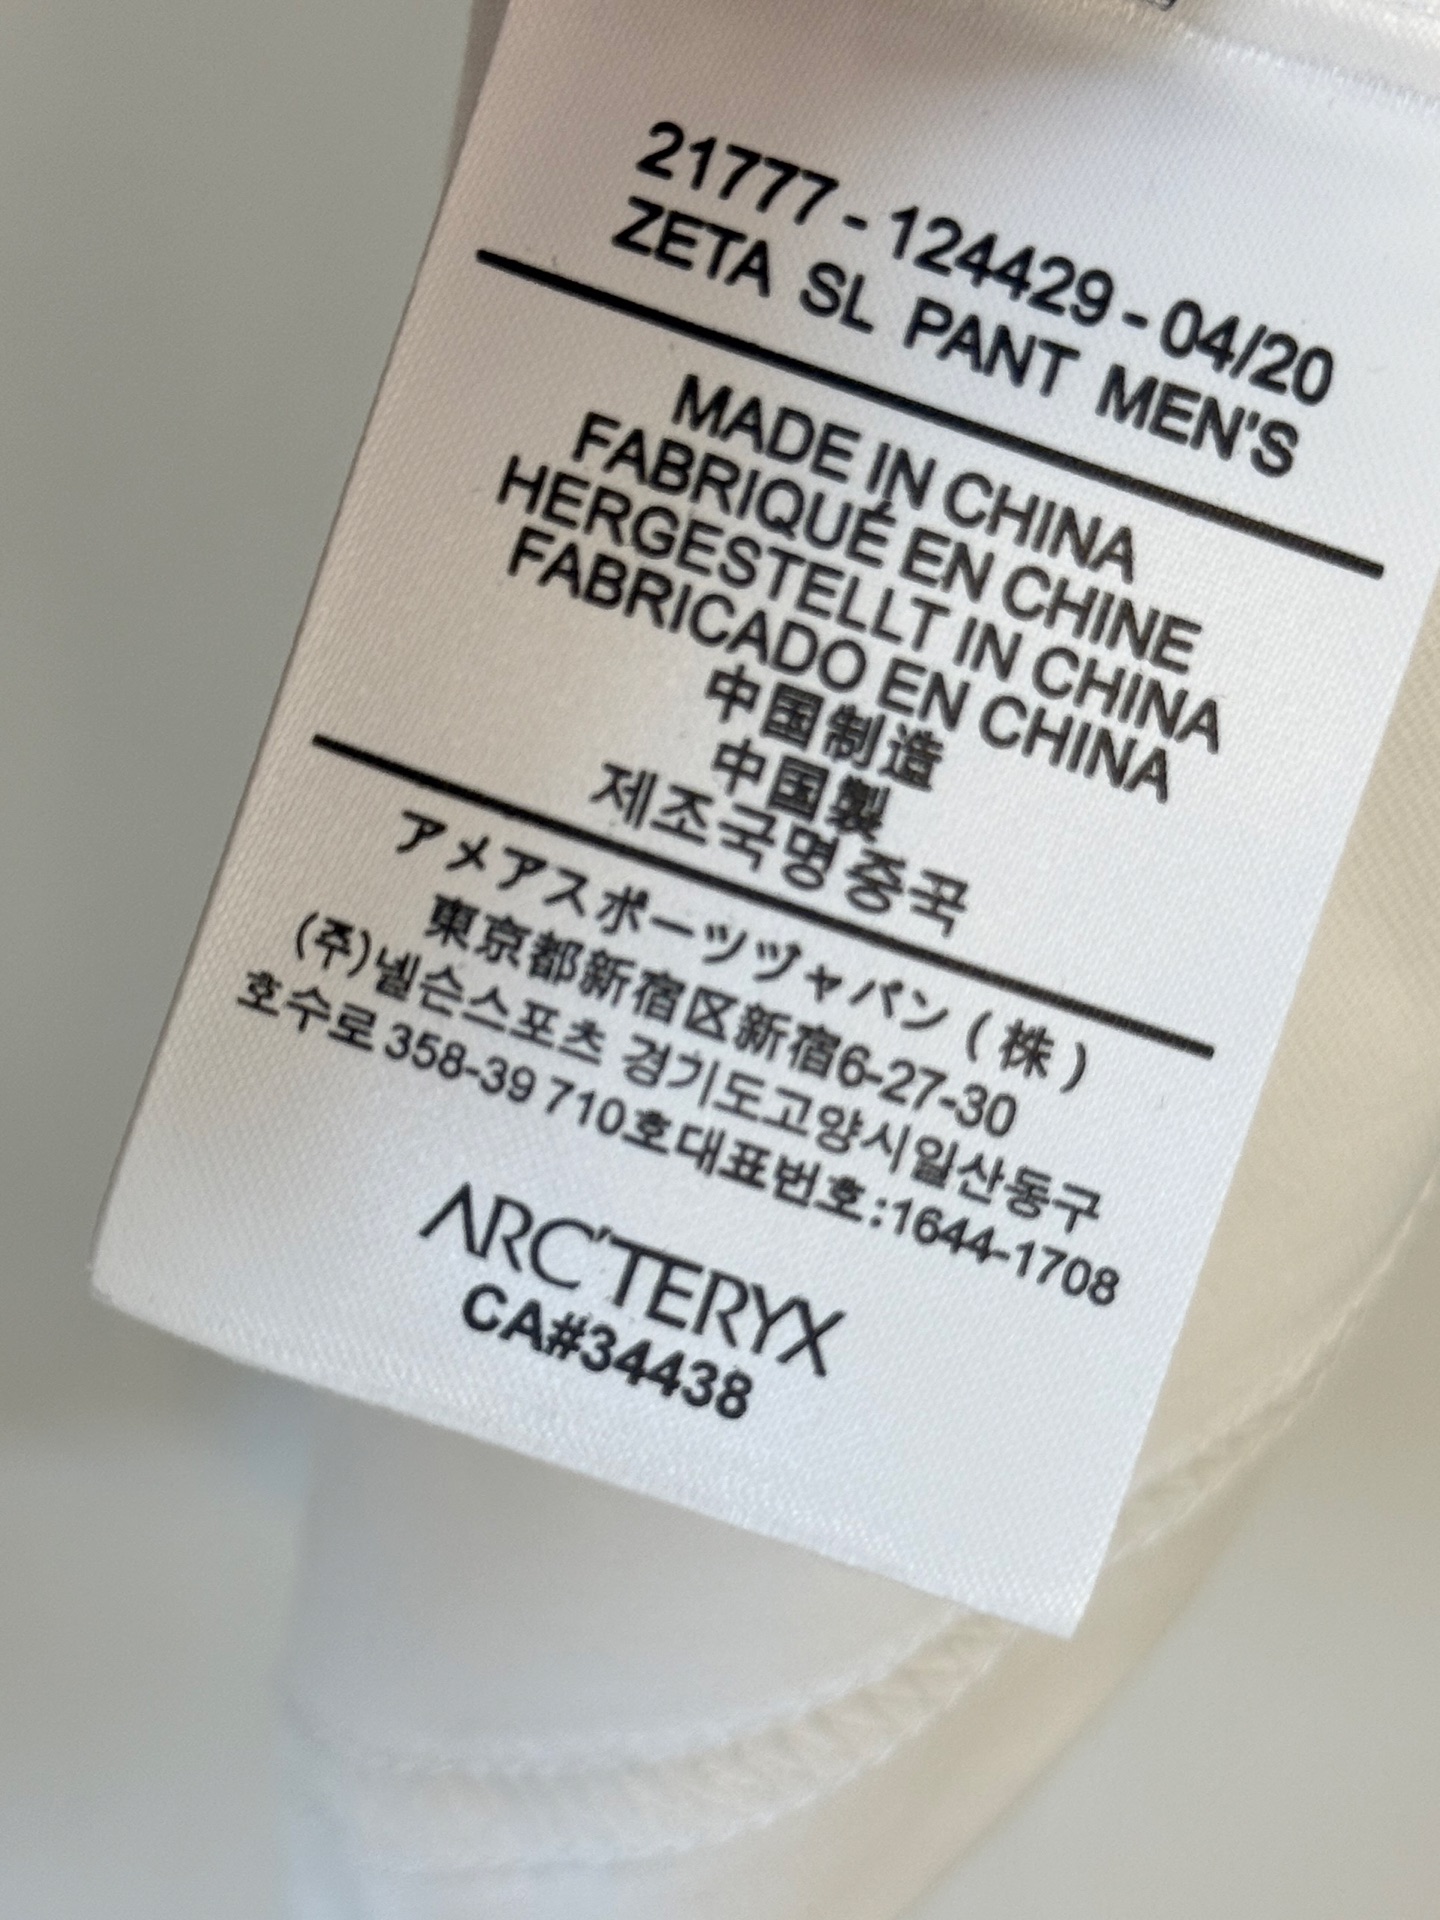 21777 - 124429 - 04/20
ZETA SL PANT MEN'S
MADE IN CHINA
FABRIQUÉ EN CHINE
HERGESTELLT IN CHINA
FABRICADO EN CHINA
中国制造
中国製
제조국명중국
アメアスポーツヅャパン（株）
東京都新宿区新宿6-27-30
(주)넬슨스포츠 경기도고양시일산동구
호수로358-39 710호대표번호:1644-1708
ARC'TERYX
CA#34438